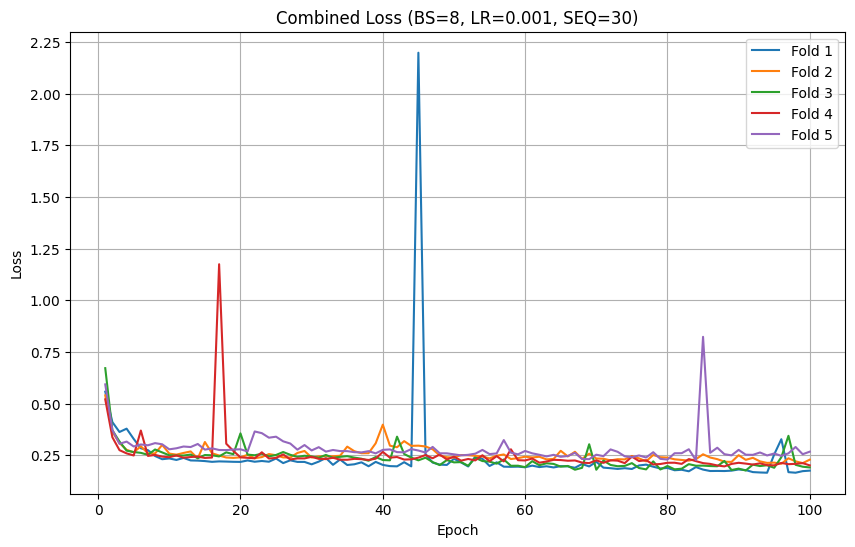 Combined Loss (BS=8, LR=0.001, SEQ=30)
Fold 1
Fold 2
Fold 3
Fold 4
Fold 5
2.25
2.00
1.75
1.50
1.25
1.00
0.75
0.50
0.25
Loss
0 20 40 60 80 100
Epoch